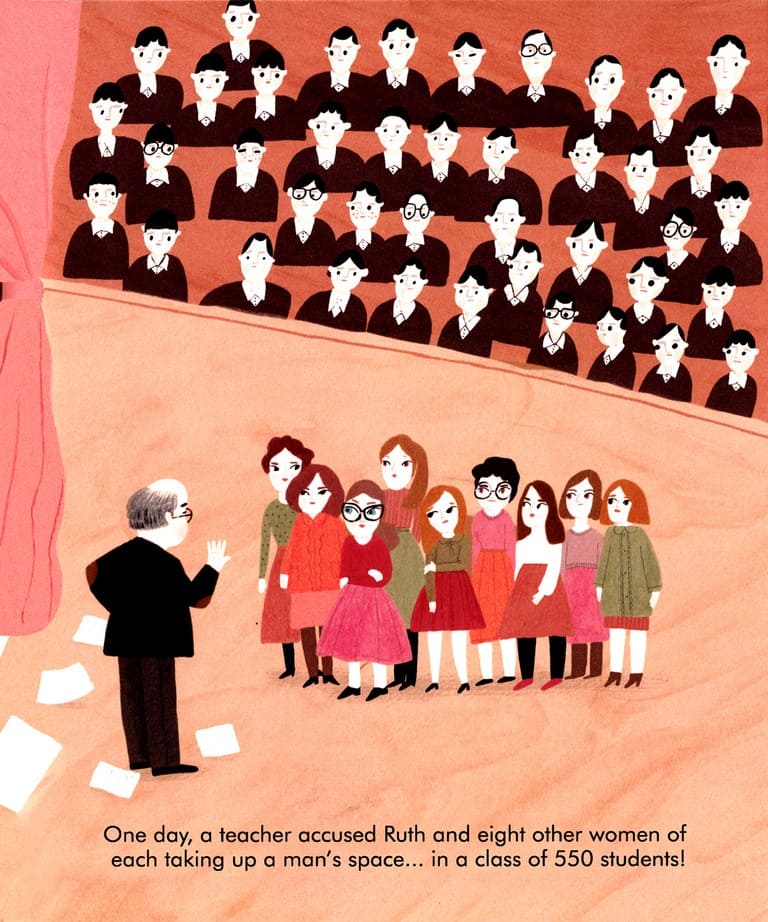 One day, a teacher accused Ruth and eight other women of
each taking up a man's space... in a class of 550 students!